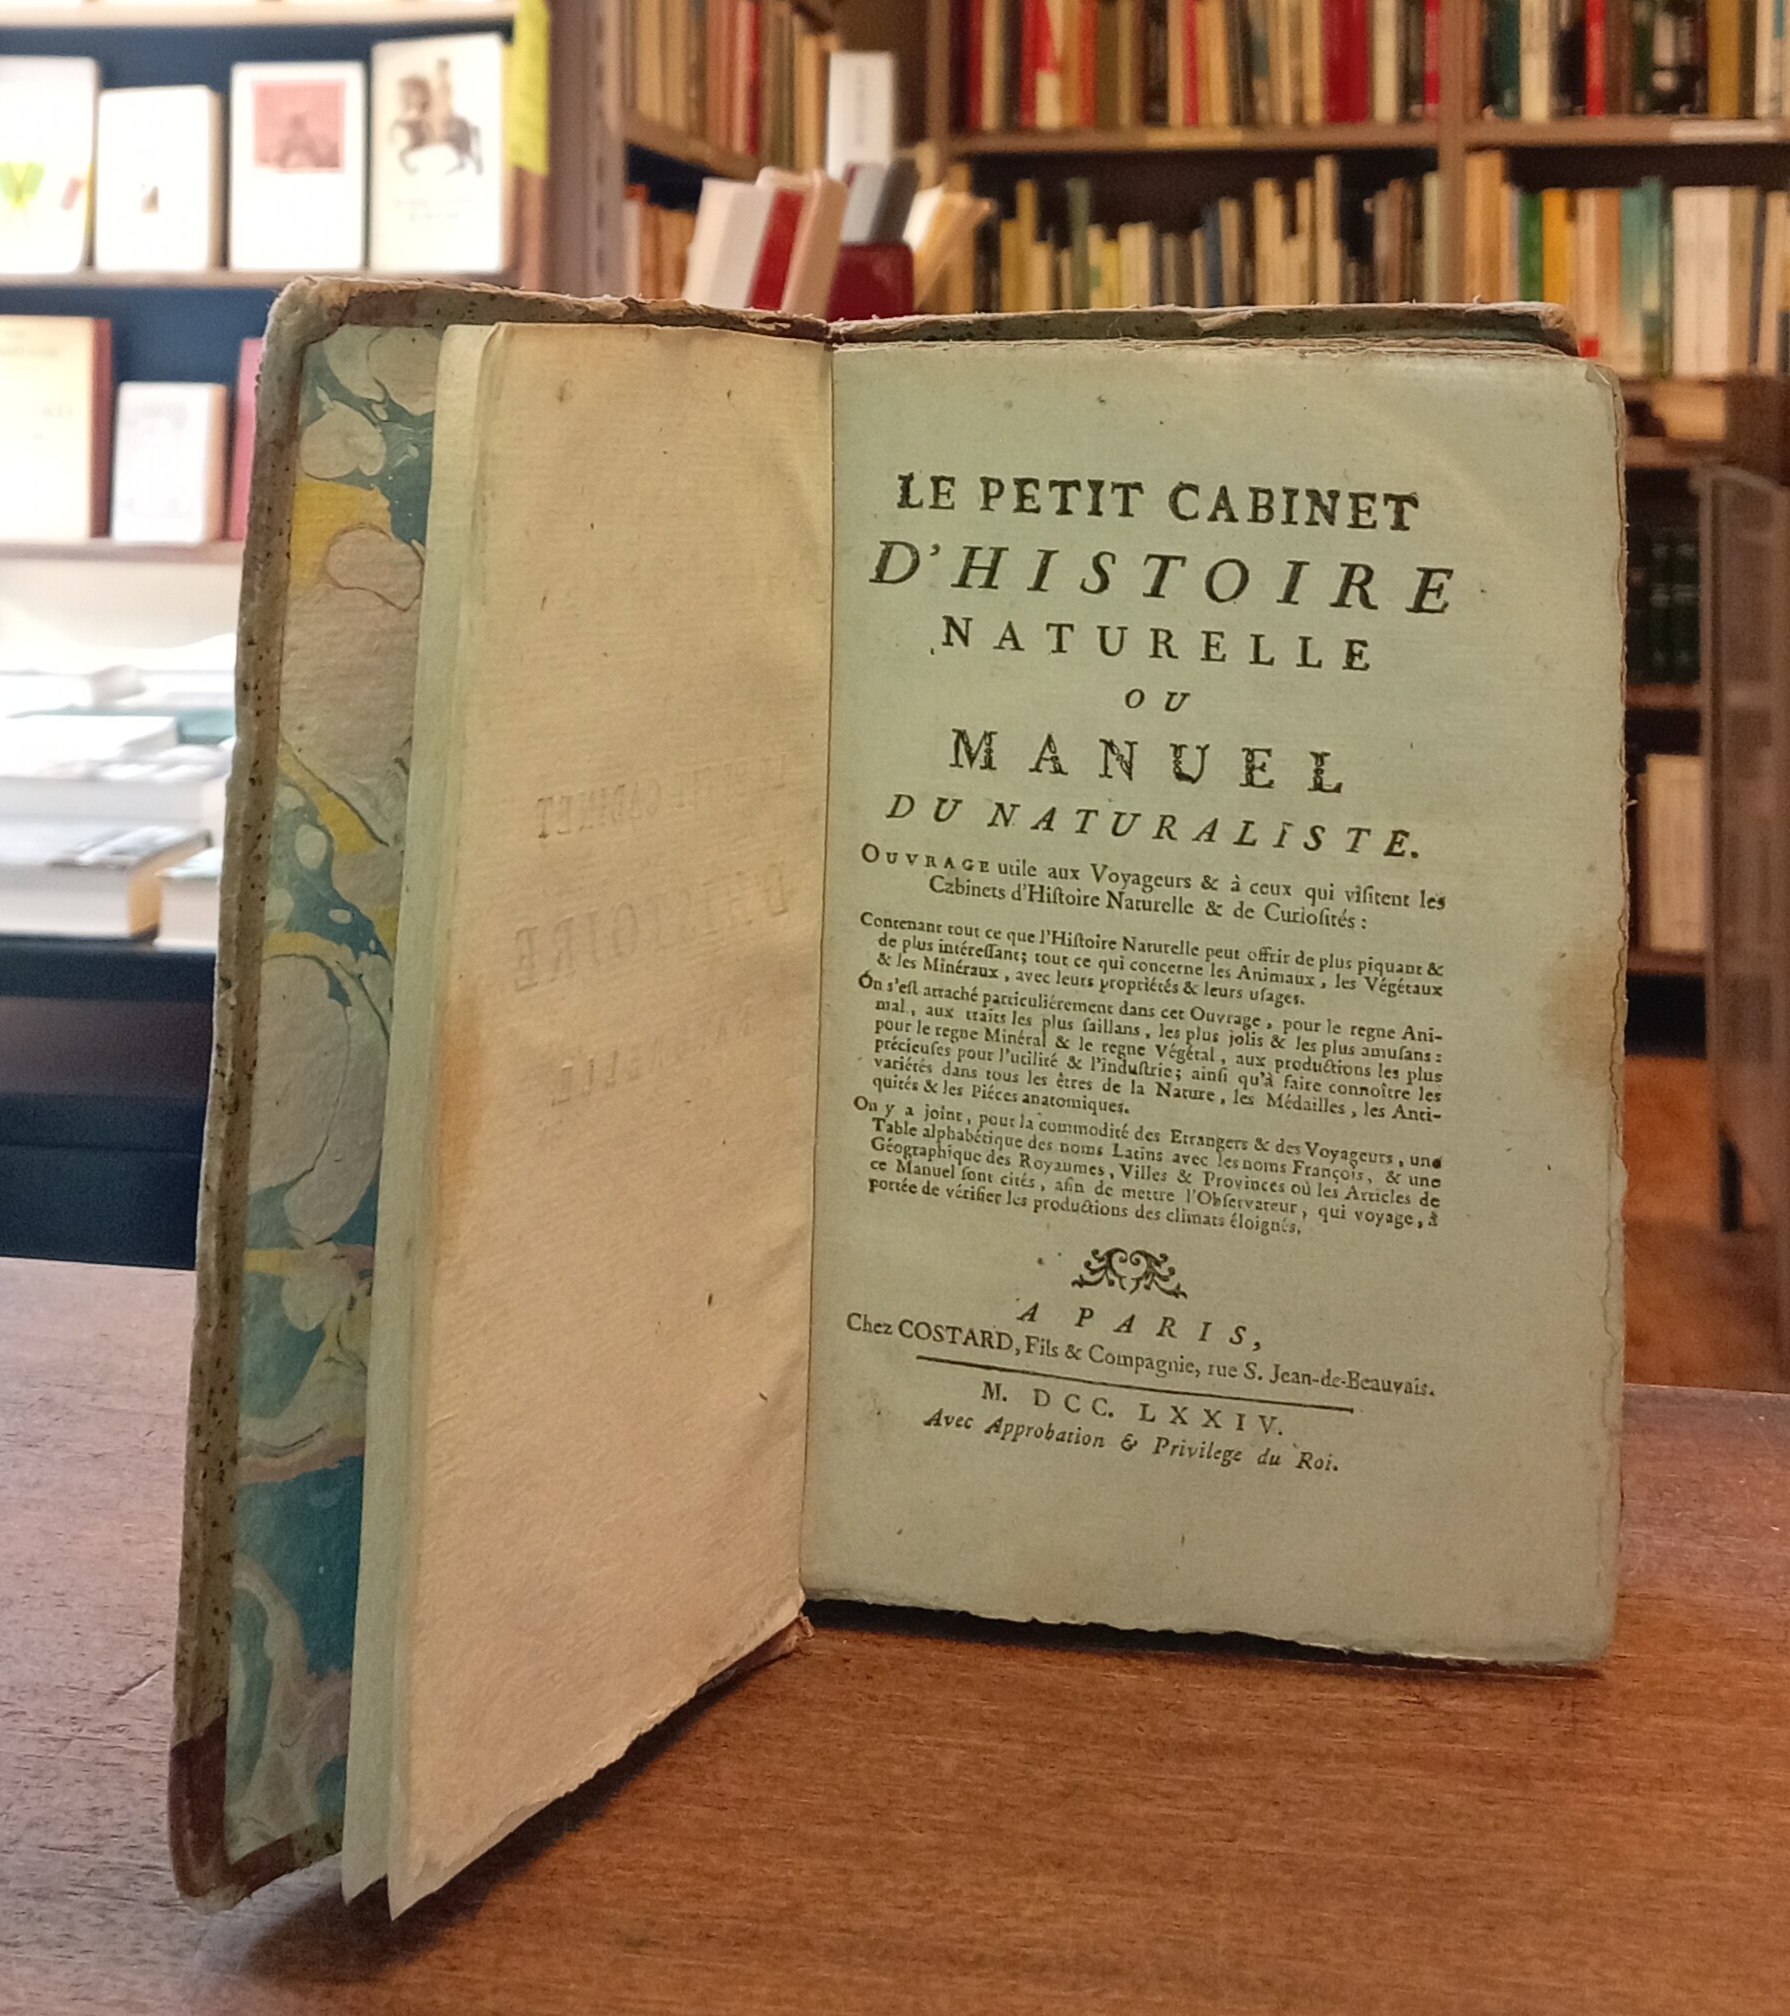 LE PETIT CABINET
D'HISTOIRE
NATURELLE
OU
MANUEL
DU NATURALISTE.
OUVRAGE utile aux Voyageurs & à ceux qui viſitent les
Cabinets d'Hiſtoire Naturelle & de Curioſités :
Contenant tout ce que l'Hiſtoire Naturelle peut offrir de plus piquant &
de plus intéreſſant; tout ce qui concerne les Animaux, les Végétaux
& les Minéraux, avec leurs propriétés & leurs uſages.
On s'eſt attaché particuliérement dans cet Ouvrage, pour le regne Ani-
mal, aux traits les plus ſaillans, les plus jolis & les plus amuſans :
pour le regne Minéral & le regne Végétal, aux productions les plus
précieuſes pour l'utilité & l'induſtrie; ainſi qu'à faire connoître les
variétés dans tous les êtres de la Nature, les Médailles, les Anti-
quités & les Piéces anatomiques.
On y a joint, pour la commodité des Etrangers & des Voyageurs, une
Table alphabétique des noms Latins avec les noms François, & une
Géographique des Royaumes, Villes & Provinces où les Articles de
ce Manuel ſont cités, afin de mettre l'Obſervateur, qui voyage, à
portée de vérifier les productions des climats éloignés.
A PARIS,
Chez COSTARD, Fils & Compagnie, rue S. Jean-de-Beauvais.
M. DCC. LXXIV.
Avec Approbation & Privilege du Roi.